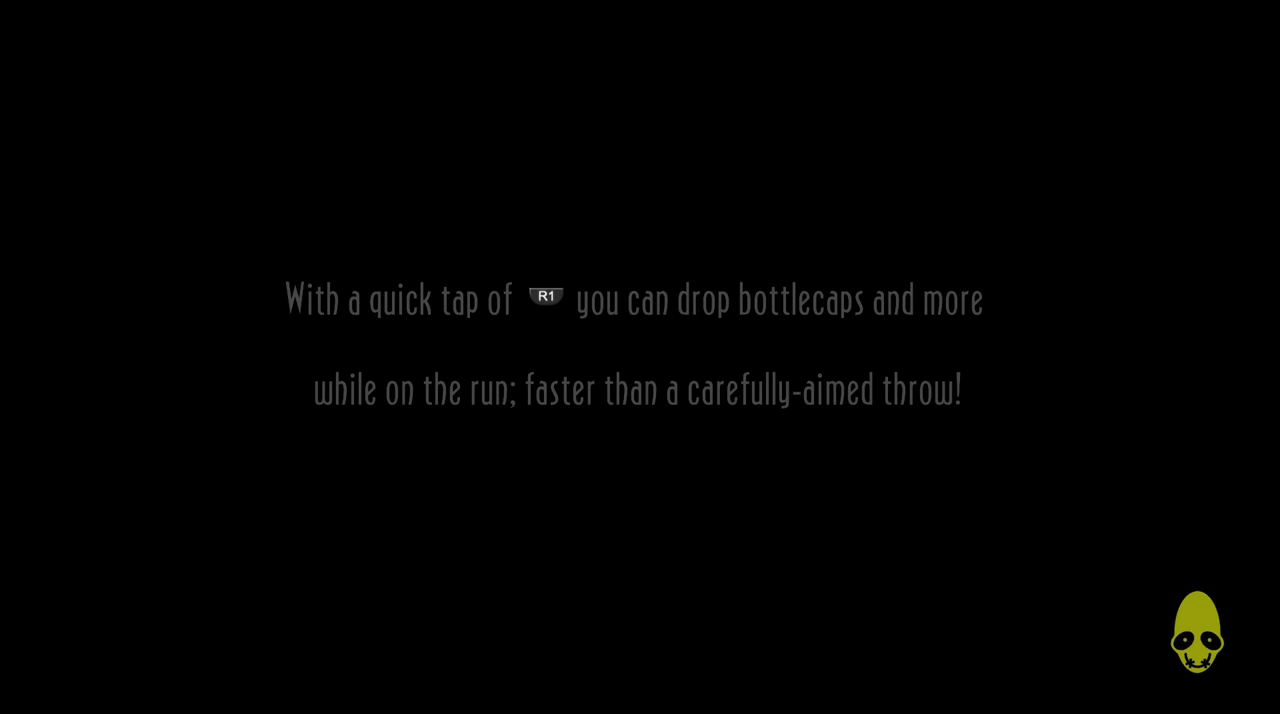 With a quick tap of R1 you can drop bottlecaps and more
while on the run; faster than a carefully-aimed throw!